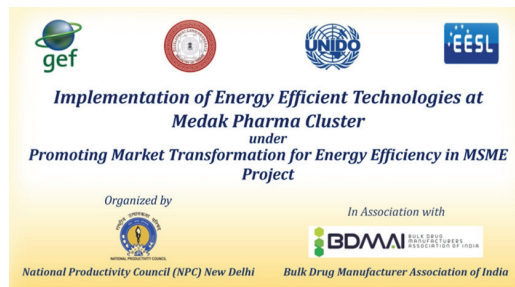 gef
UNIDO
EESL
Implementation of Energy Efficient Technologies at
Medak Pharma Cluster
under
Promoting Market Transformation for Energy Efficiency in MSME
Project
Organized by
In Association with
NATIONAL PRODUCTIVITY COUNCIL
BDMAI BULK DRUG
MANUFACTURERS
ASSOCIATION OF INDIA
National Productivity Council (NPC) New Delhi
Bulk Drug Manufacturer Association of India